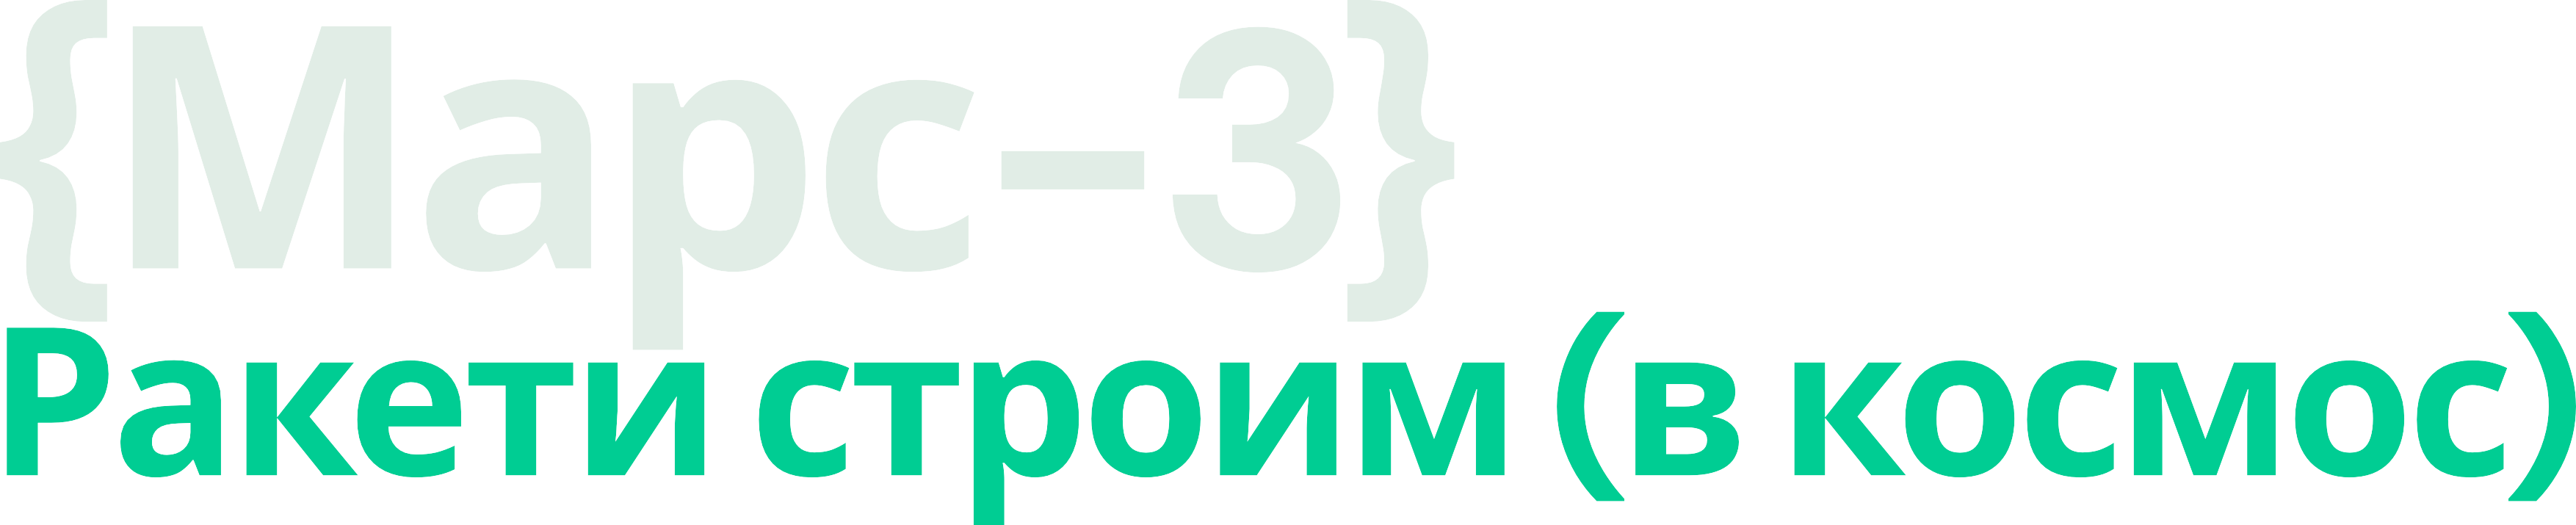 {Марс–3}
Ракети строим (в космос)